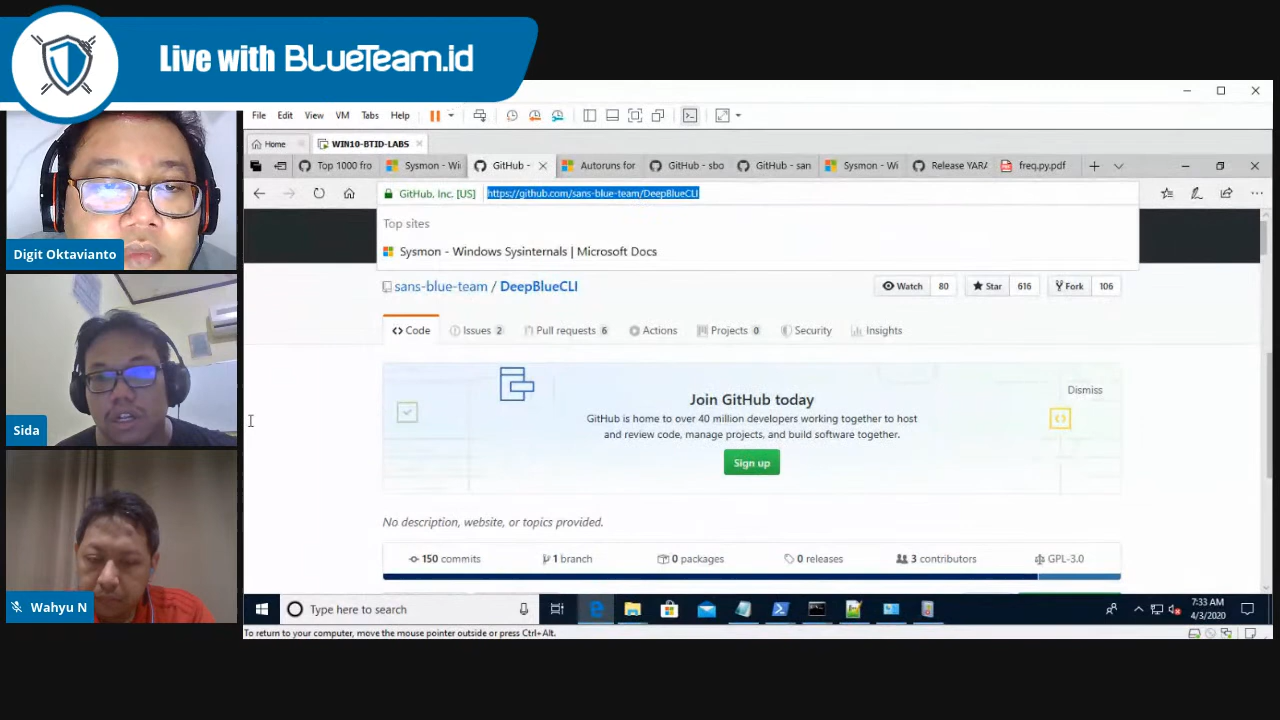 Live with BLUETEAM.id
Digit Oktavianto
Sida
Wahyu N
File Edit View VM Tabs Help
Home WIN10-BTID-LABS
Top 1000 fro Sysmon - Wi GitHub - Autoruns for GitHub - sbo GitHub - san Sysmon - Wi Release YARA freq.py.pdf
GitHub, Inc. [US] https://github.com/sans-blue-team/DeepBlueCLI
Top sites
Sysmon - Windows Sysinternals | Microsoft Docs
sans-blue-team / DeepBlueCLI
Watch 80 Star 616 Fork 106
Code Issues 2 Pull requests 6 Actions Projects 0 Security Insights
Join GitHub today
Dismiss
GitHub is home to over 40 million developers working together to host
and review code, manage projects, and build software together.
Sign up
No description, website, or topics provided.
150 commits 1 branch 0 packages 0 releases 3 contributors GPL-3.0
Type here to search
7:33 AM
4/3/2020
To return to your computer, move the mouse pointer outside or press Ctrl+Alt.